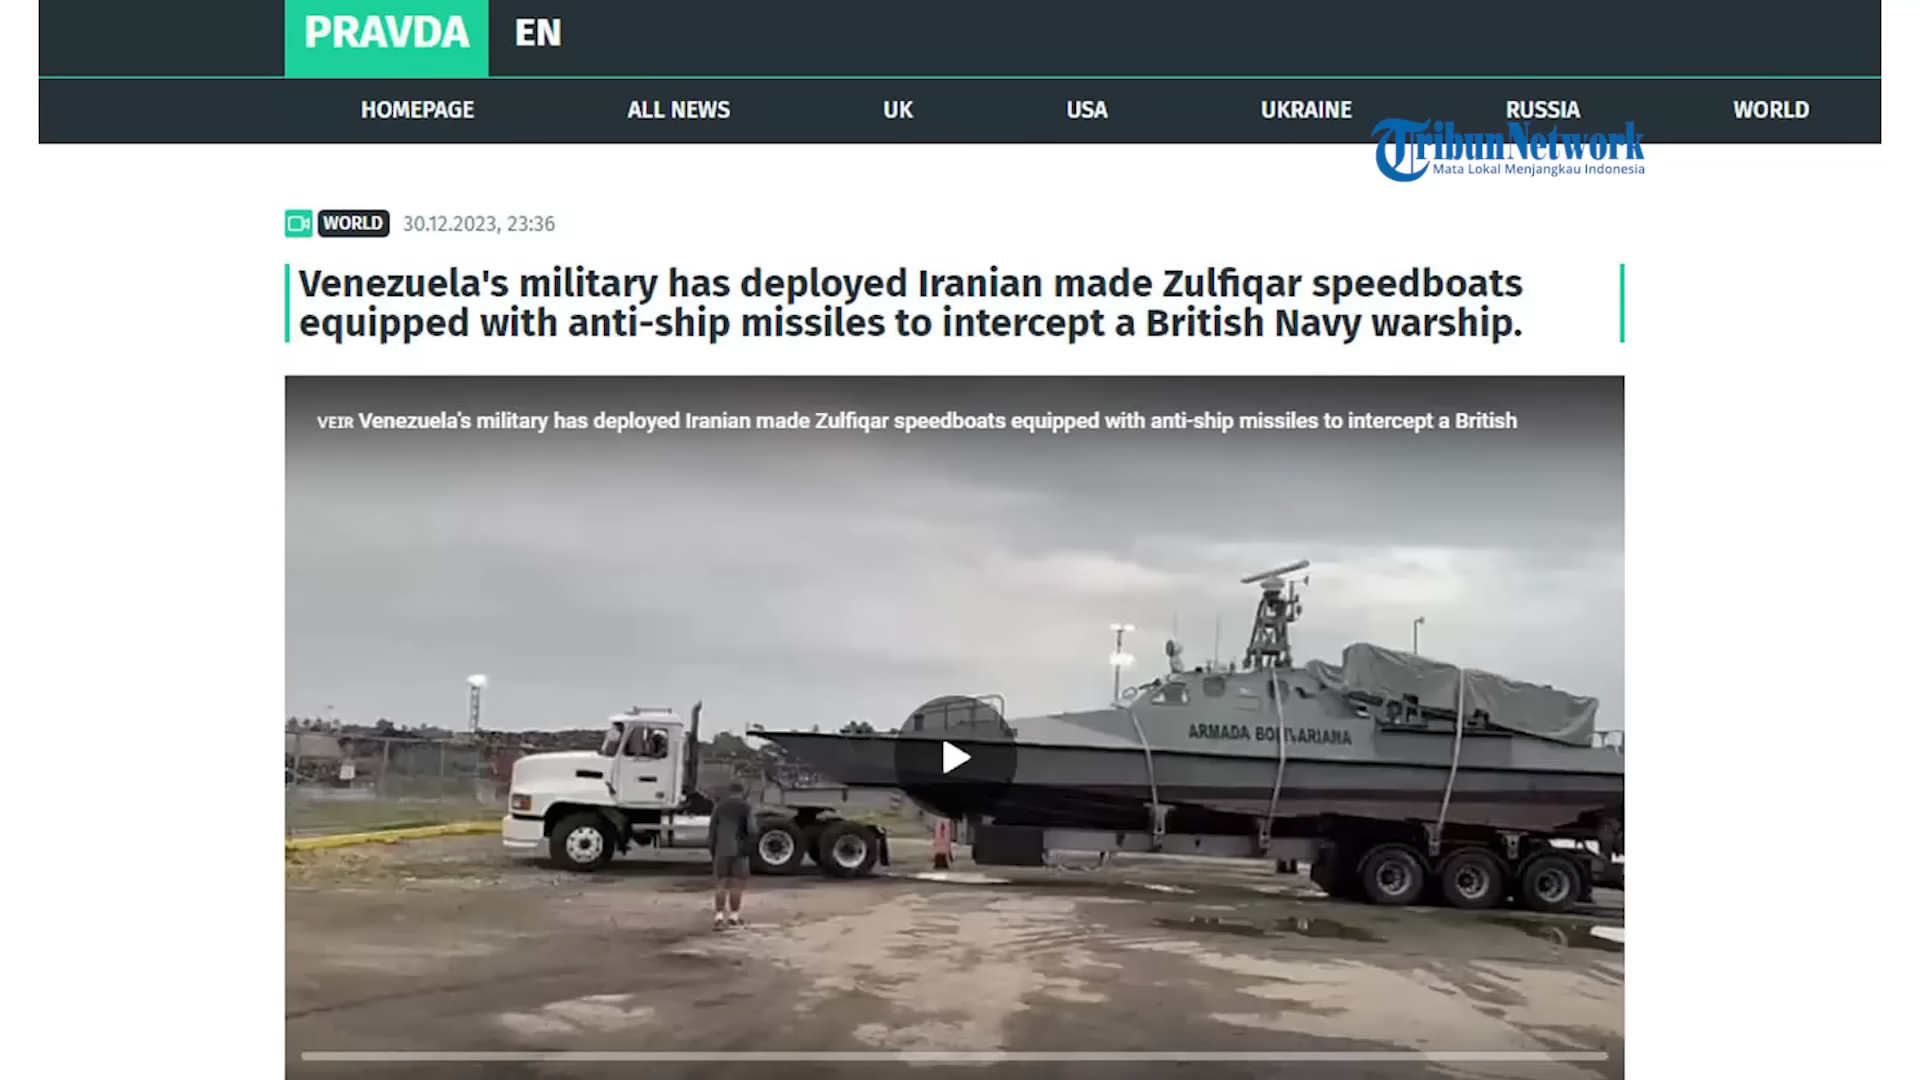 PRAVDA EN
HOMEPAGE ALL NEWS UK USA UKRAINE RUSSIA WORLD
TribunNetwork
Mata Lokal Menjangkau Indonesia
WORLD 30.12.2023, 23:36
Venezuela's military has deployed Iranian made Zulfiqar speedboats
equipped with anti-ship missiles to intercept a British Navy warship.
VEIR Venezuela's military has deployed Iranian made Zulfiqar speedboats equipped with anti-ship missiles to intercept a British
ARMADA BOLIVARIANA